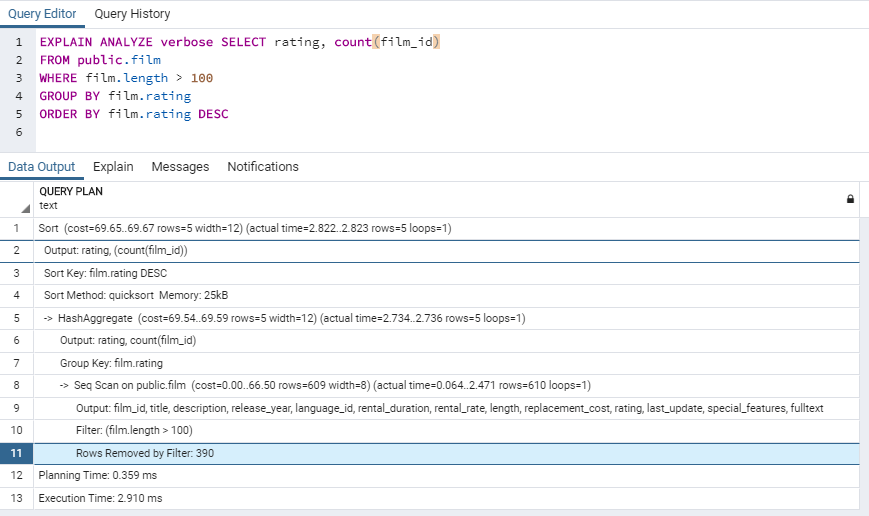 Query Editor Query History
1 EXPLAIN ANALYZE verbose SELECT rating, count(film_id)
2 FROM public.film
3 WHERE film.length > 100
4 GROUP BY film.rating
5 ORDER BY film.rating DESC
6
Data Output Explain Messages Notifications
QUERY PLAN
text
1 Sort (cost=69.65..69.67 rows=5 width=12) (actual time=2.822..2.823 rows=5 loops=1)
2 Output: rating, (count(film_id))
3 Sort Key: film.rating DESC
4 Sort Method: quicksort Memory: 25kB
5 -> HashAggregate (cost=69.54..69.59 rows=5 width=12) (actual time=2.734..2.736 rows=5 loops=1)
6 Output: rating, count(film_id)
7 Group Key: film.rating
8 -> Seq Scan on public.film (cost=0.00..66.50 rows=609 width=8) (actual time=0.064..2.471 rows=610 loops=1)
9 Output: film_id, title, description, release_year, language_id, rental_duration, rental_rate, length, replacement_cost, rating, last_update, special_features, fulltext
10 Filter: (film.length > 100)
11 Rows Removed by Filter: 390
12 Planning Time: 0.359 ms
13 Execution Time: 2.910 ms